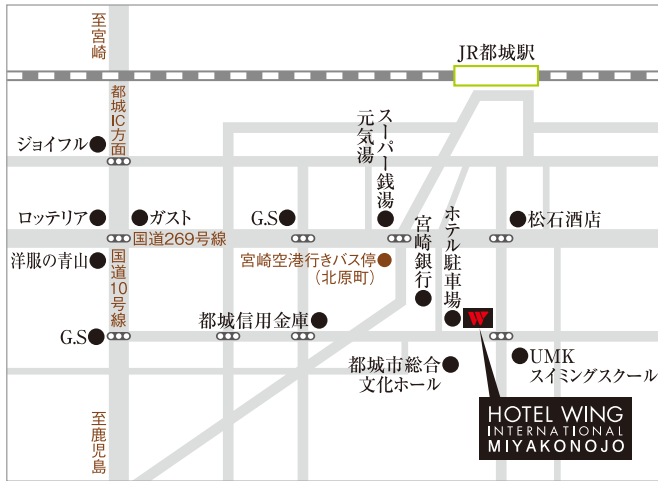 至宮崎
JR都城駅
都城IC方面
ジョイフル
スーパー銭湯
元気湯
ロッテリア
ガスト
G.S
宮崎銀行
ホテル駐車場
松石酒店
国道269号線
洋服の青山
国道10号線
宮崎空港行きバス停
（北原町）
都城信用金庫
G.S
W
都城市総合
文化ホール
UMK
スイミングスクール
至鹿児島
HOTEL WING
INTERNATIONAL
MIYAKONOJO